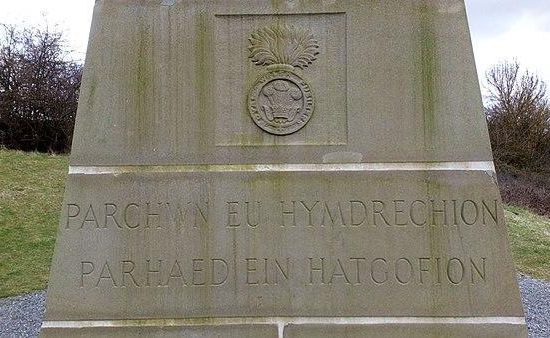 PARCHWN EU HYMDRECHION
PARHAED EIN HATGOFION